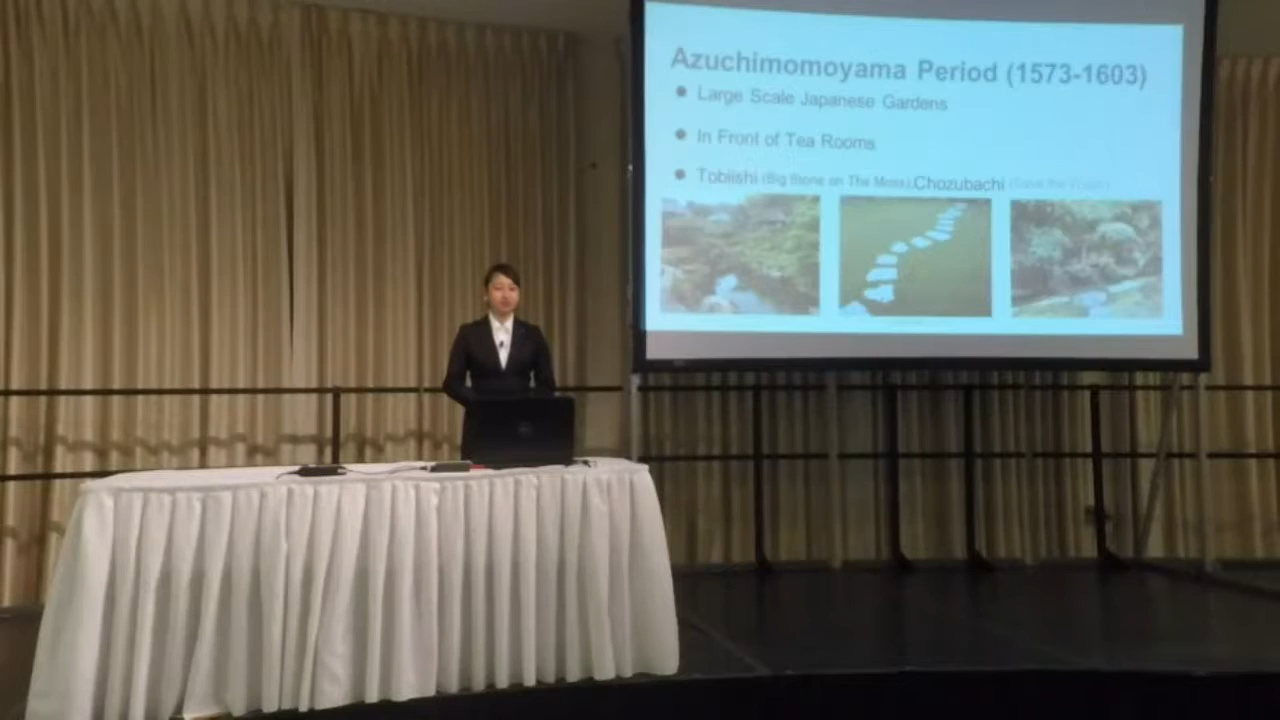 Azuchimomoyama Period (1573-1603)
Large Scale Japanese Gardens
In Front of Tea Rooms
Tobiishi (Big Stone on The Moss),Chozubachi
DELL